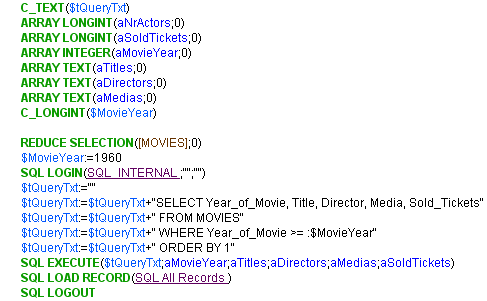 C_TEXT($tQueryTxt)
ARRAY LONGINT(aNrActors;0)
ARRAY LONGINT(aSoldTickets;0)
ARRAY INTEGER(aMovieYear;0)
ARRAY TEXT(aTitles;0)
ARRAY TEXT(aDirectors;0)
ARRAY TEXT(aMedias;0)
C_LONGINT($MovieYear)
REDUCE SELECTION([MOVIES];0)
$MovieYear:=1960
SQL LOGIN(SQL_INTERNAL;"";"")
$tQueryTxt:=""
$tQueryTxt:=$tQueryTxt+"SELECT Year_of_Movie, Title, Director, Media, Sold_Tickets"
$tQueryTxt:=$tQueryTxt+" FROM MOVIES"
$tQueryTxt:=$tQueryTxt+" WHERE Year_of_Movie >= :$MovieYear"
$tQueryTxt:=$tQueryTxt+" ORDER BY 1"
SQL EXECUTE($tQueryTxt;aMovieYear;aTitles;aDirectors;aMedias;aSoldTickets)
SQL LOAD RECORD(SQL All Records )
SQL LOGOUT